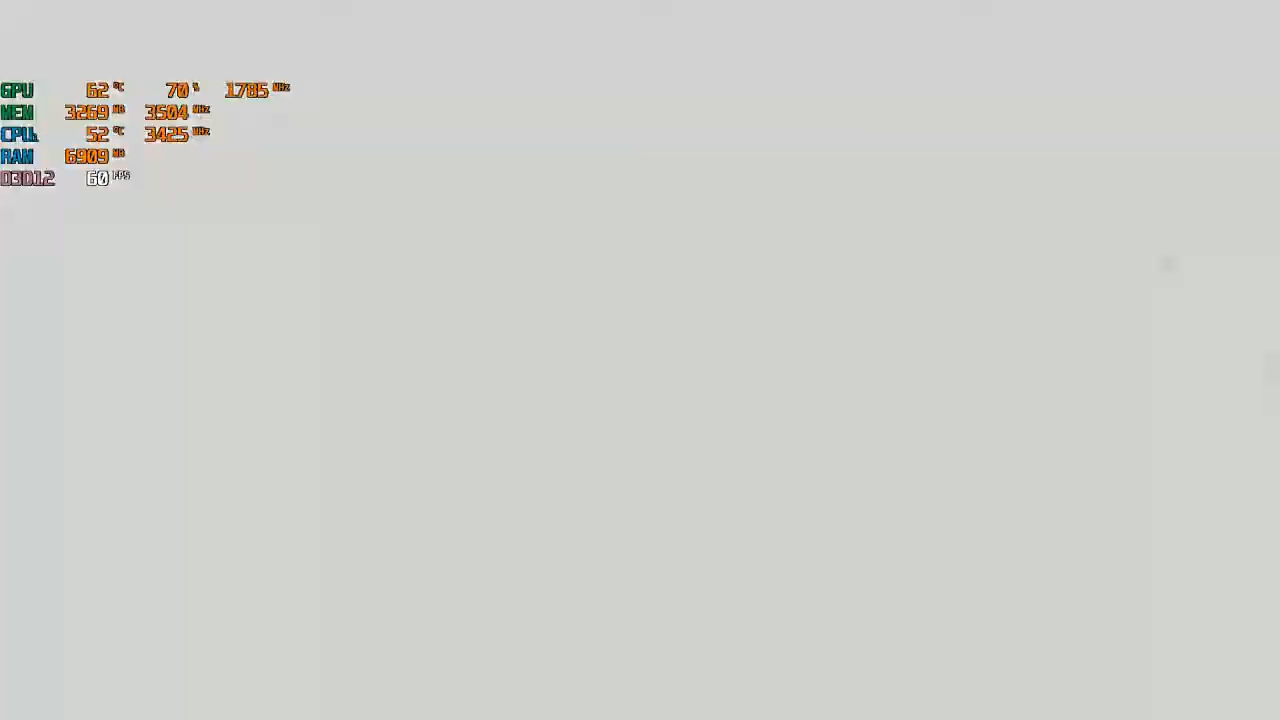 GPU 62 °C 70 % 1785 MHz
MEM 3269 MB 3504 MHz
CPU 52 °C 3425 MHz
RAM 6909 MB
D3D12 60 FPS